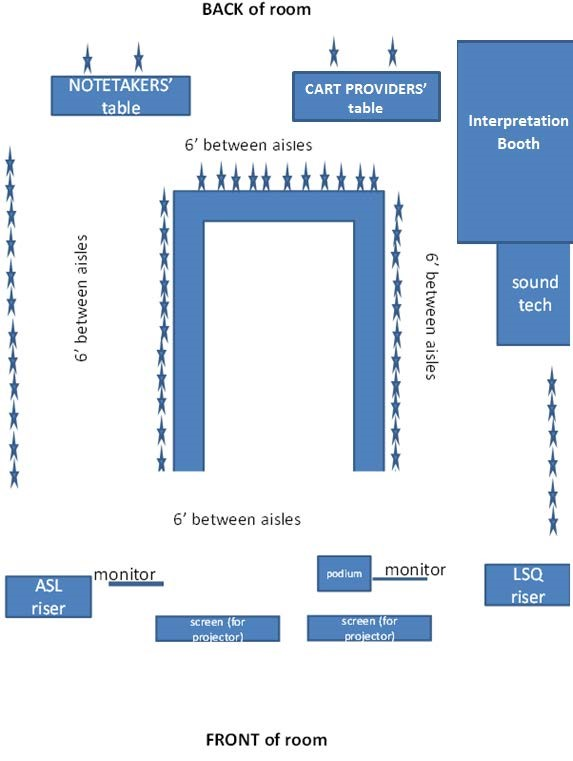 BACK of room
NOTETAKERS’
table
CART PROVIDERS’
table
Interpretation
Booth
6’ between aisles
6’ between aisles
6’ between aisles
sound
tech
6’ between aisles
ASL
riser
monitor
podium
monitor
LSQ
riser
screen (for
projector)
screen (for
projector)
FRONT of room